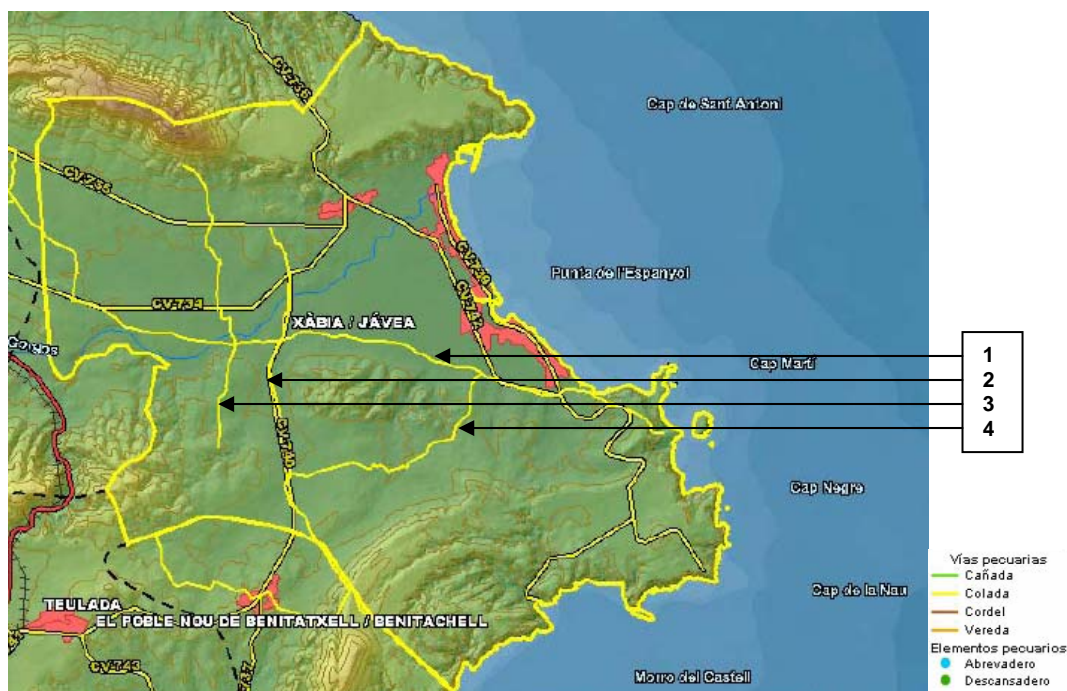 CV-736
Cap de Sant Antoni
CV-736
CV-740
Punta de l'Espanyol
CV-734
CV-742
XÀBIA / JÁVEA
Gorgos
Cap Martí
1
2
3
4
CV-740
Cap Negre
Vías pecuarias
Cañada
Colada
Cordel
Vereda
Elementos pecuarios
Abrevadero
Descansadero
Cap de la Nau
TEULADA
EL POBLE NOU DE BENITATXELL / BENITACHELL
CV-743
Morro del Castell